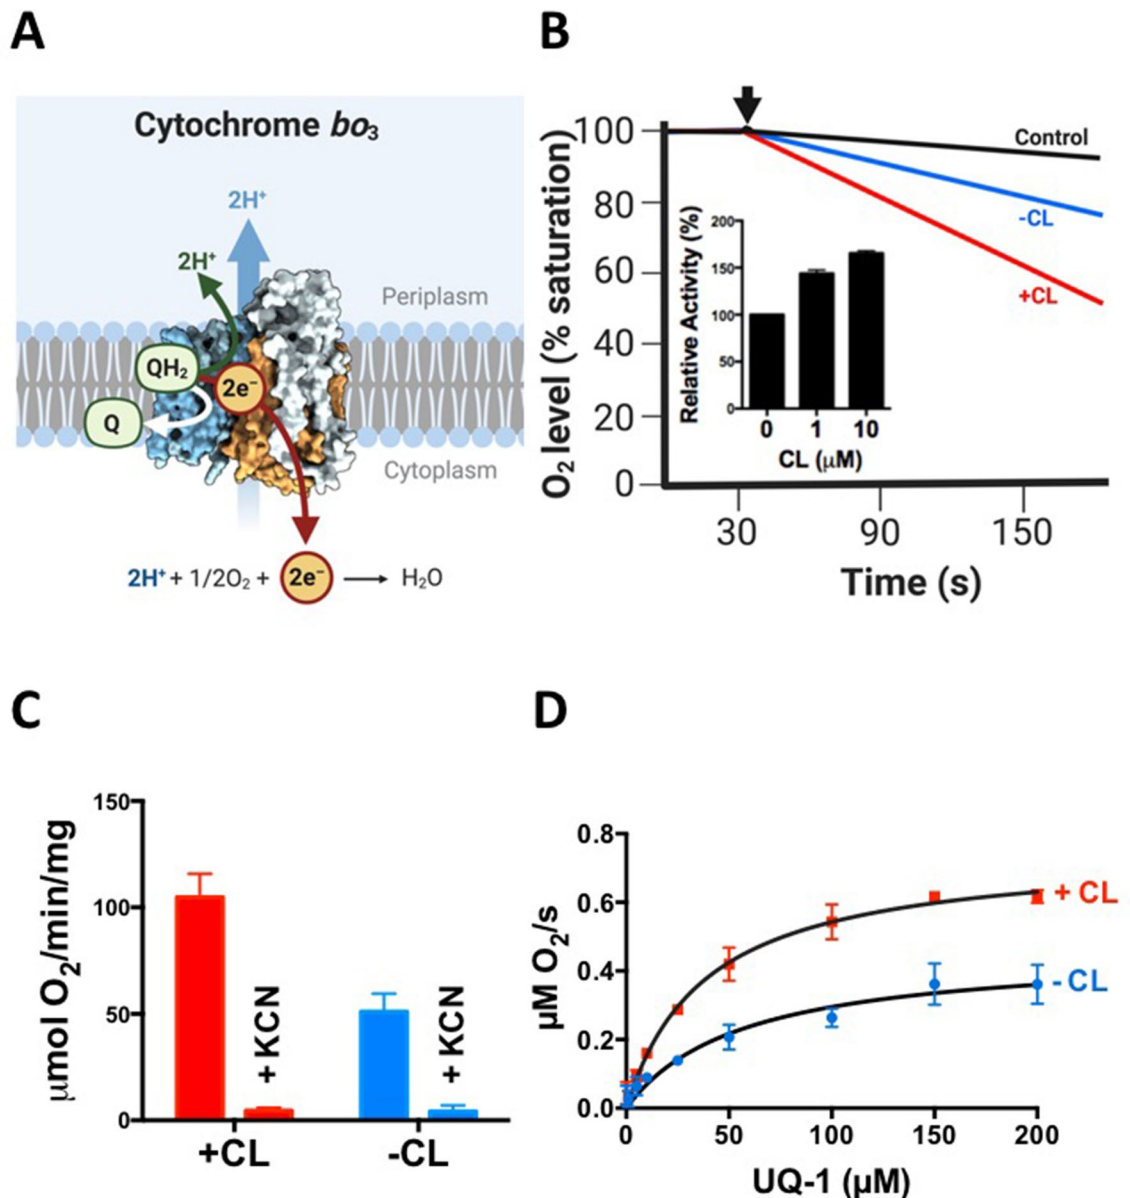 A
Cytochrome bo₃
2H⁺
2H⁺
Periplasm
QH₂
2e⁻
Q
Cytoplasm
2H⁺ + 1/2O₂ + 2e⁻ → H₂O
B
O₂ level (% saturation)
100
80
60
40
20
0
Control
-CL
+CL
Relative Activity (%)
200
150
100
50
0
0 1 10
CL (μM)
30 90 150
Time (s)
C
μmol O₂/min/mg
150
100
50
0
+ KCN
+ KCN
+CL -CL
D
μM O₂/s
0.8
0.6
0.4
0.2
0.0
+ CL
- CL
0 50 100 150 200
UQ-1 (μM)